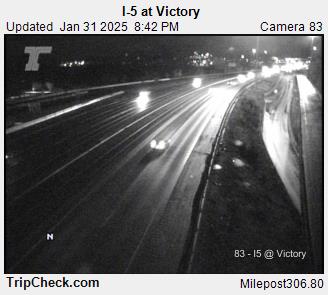 I-5 at Victory
Updated  Jan 31 2025  8:42 PM
Camera 83
T
N
83 - I5 @ Victory
TripCheck.com
Milepost306.80